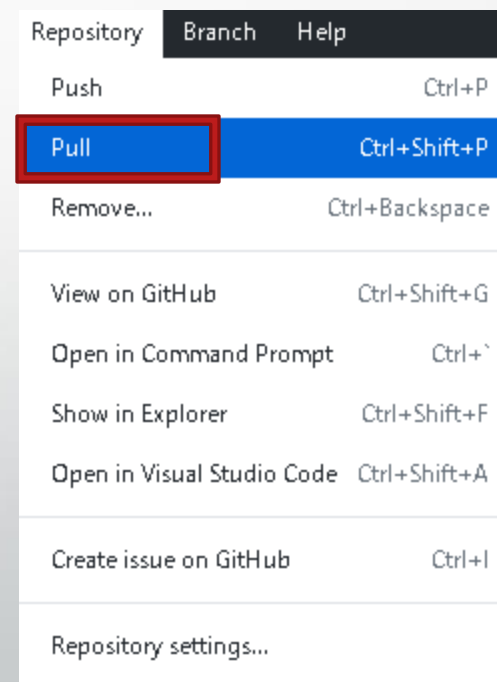 Repository Branch Help
Push Ctrl+P
Pull Ctrl+Shift+P
Remove... Ctrl+Backspace
View on GitHub Ctrl+Shift+G
Open in Command Prompt Ctrl+`
Show in Explorer Ctrl+Shift+F
Open in Visual Studio Code Ctrl+Shift+A
Create issue on GitHub Ctrl+I
Repository settings...